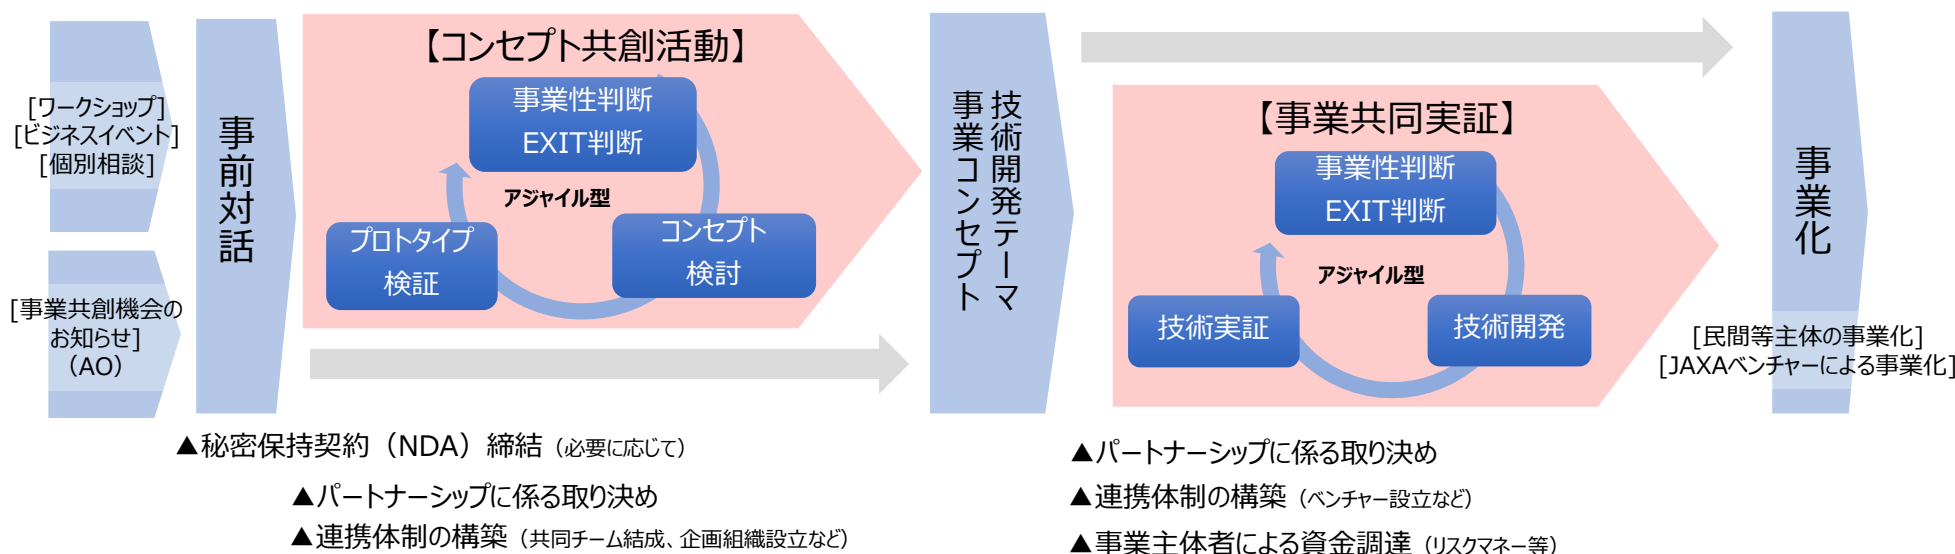 [ワークショップ]
[ビジネスイベント]
[個別相談]
[事業共創機会の
お知らせ]
（AO）
事前対話
【コンセプト共創活動】
事業性判断
EXIT判断
アジャイル型
プロトタイプ
検証
コンセプト
検討
技術開発テーマ
事業コンセプト
【事業共同実証】
事業性判断
EXIT判断
アジャイル型
技術実証
技術開発
事業化
[民間等主体の事業化]
[JAXAベンチャーによる事業化]
▲秘密保持契約（NDA）締結（必要に応じて）
▲パートナーシップに係る取り決め
▲連携体制の構築（共同チーム結成、企画組織設立など）
▲パートナーシップに係る取り決め
▲連携体制の構築（ベンチャー設立など）
▲事業主体者による資金調達（リスクマネー等）